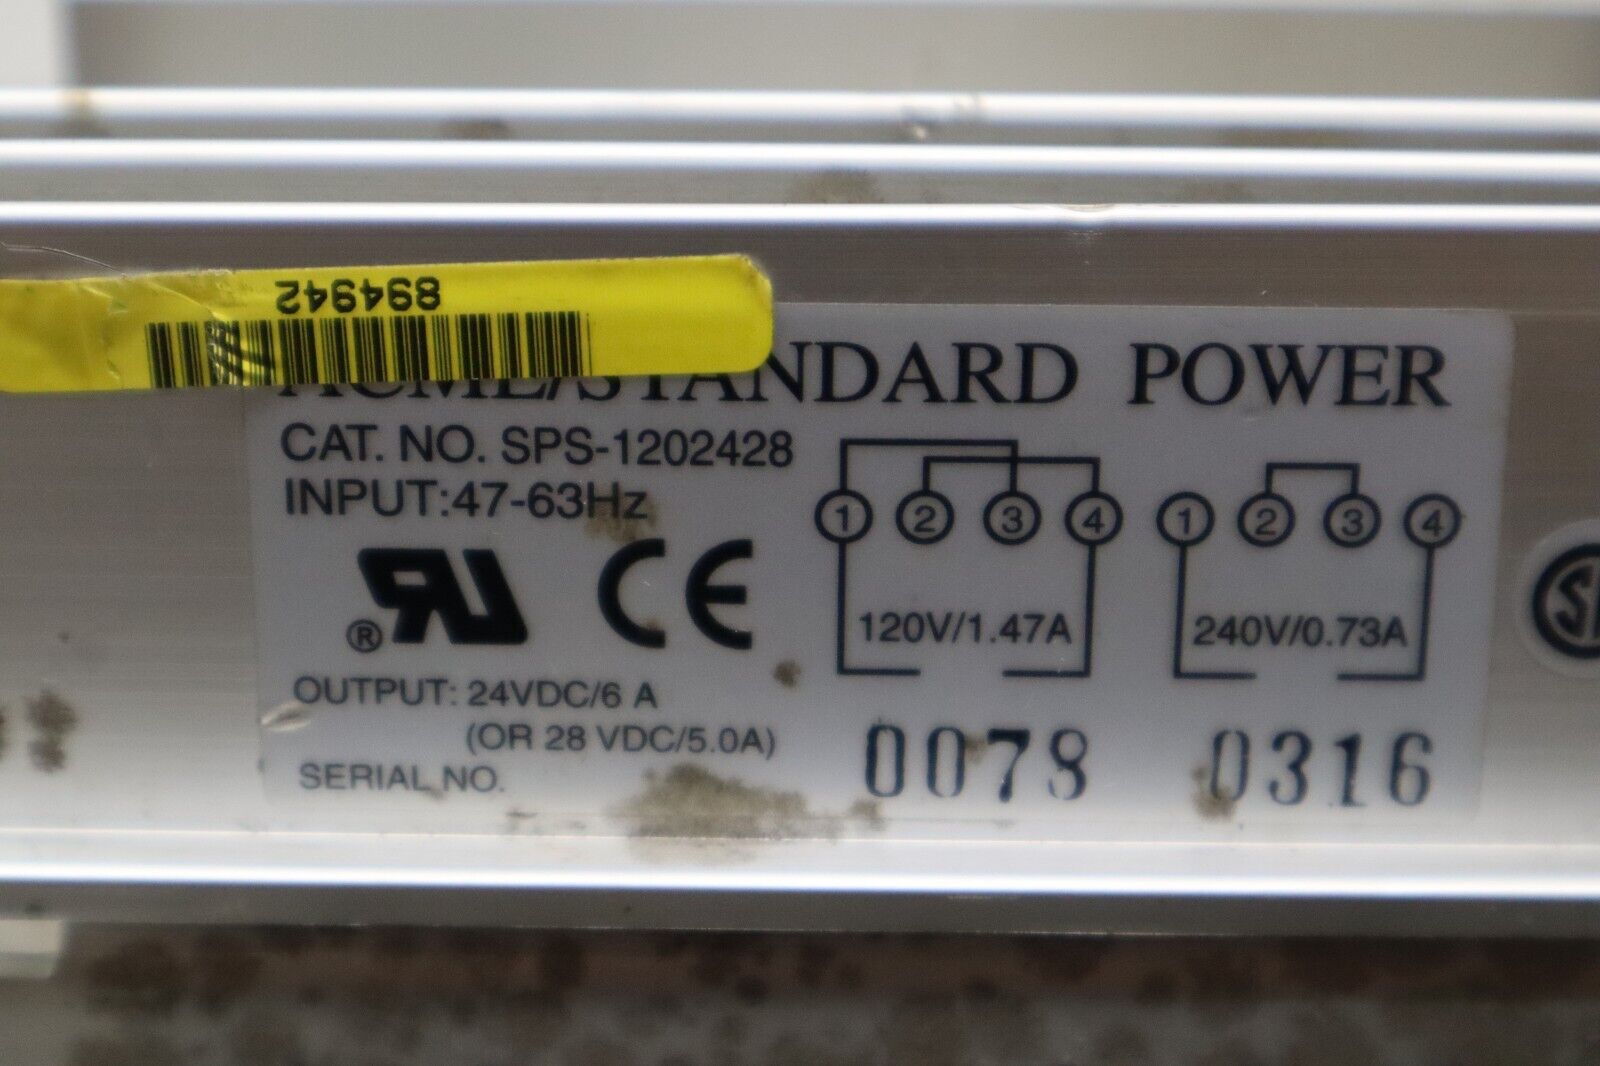 894942
ACME/STANDARD POWER
CAT. NO. SPS-1202428
INPUT:47-63Hz
1 2 3 4
1 2 3 4
120V/1.47A
240V/0.73A
® RU CE
OUTPUT: 24VDC/6 A
(OR 28 VDC/5.0A)
SERIAL NO.
0078 0316